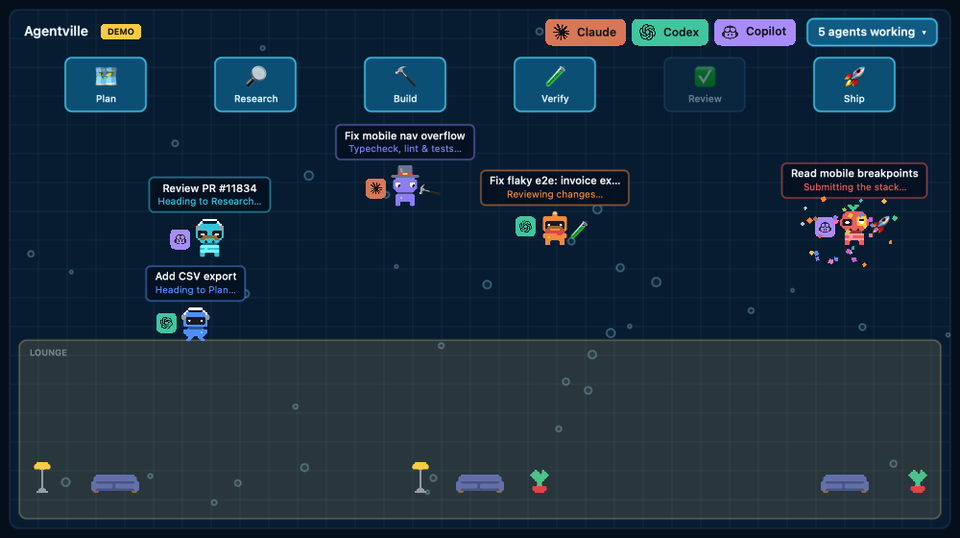 Agentville
DEMO
Claude
Codex
Copilot
5 agents working
Plan
Research
Build
Verify
Review
Ship
Fix mobile nav overflow
Typecheck, lint & tests...
Read mobile breakpoints
Submitting the stack...
Fix flaky e2e: invoice ex...
Reviewing changes...
Review PR #11834
Heading to Research...
Add CSV export
Heading to Plan...
LOUNGE